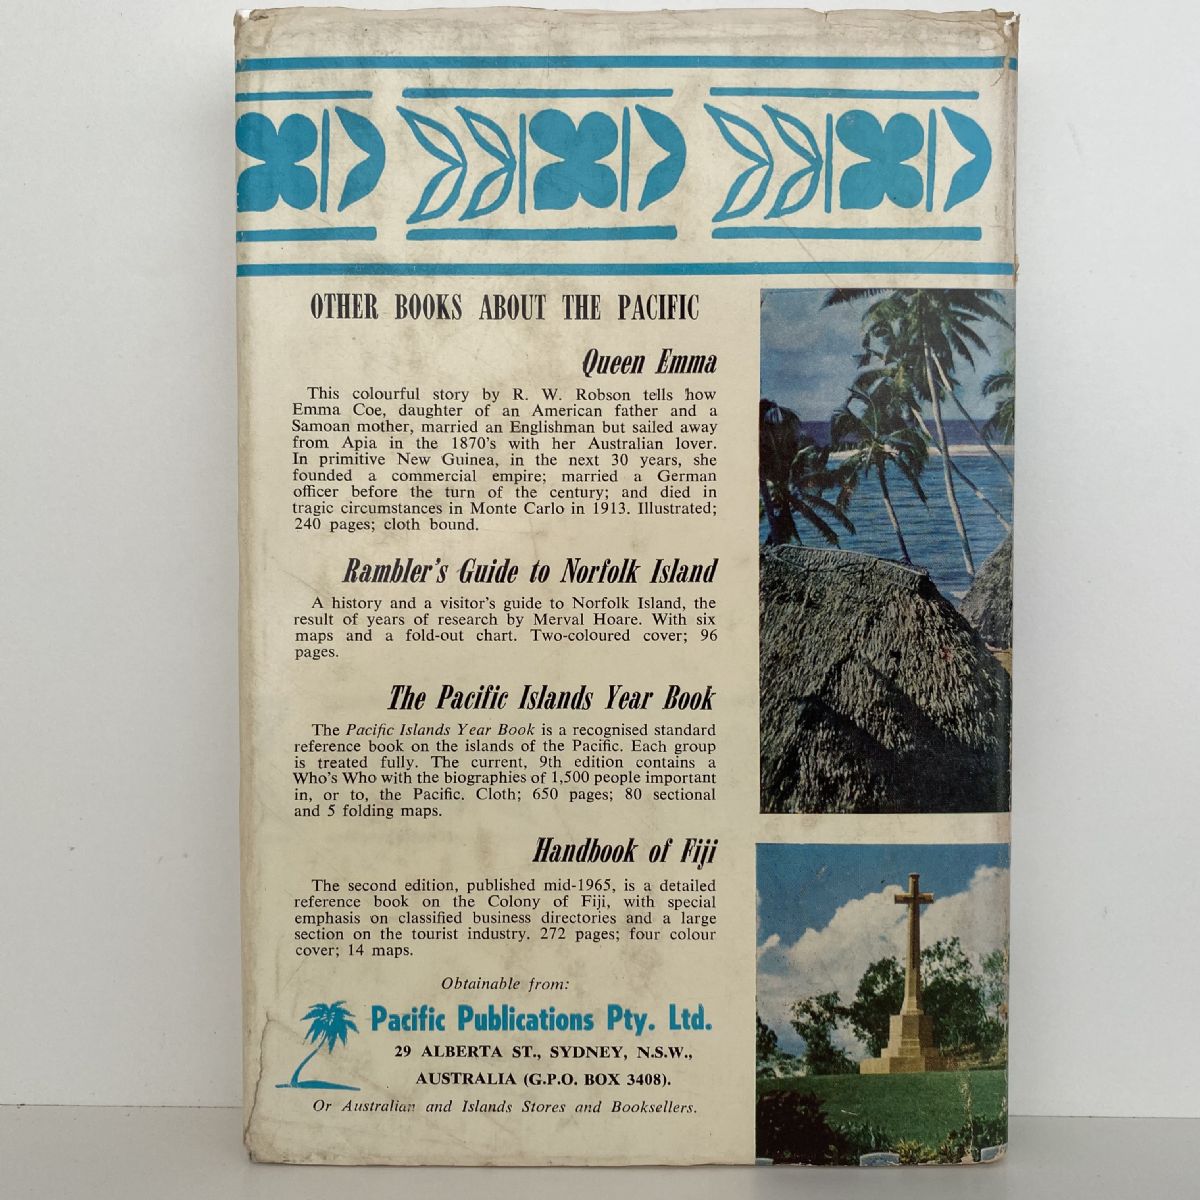 OTHER BOOKS ABOUT THE PACIFIC
Queen Emma
This colourful story by R. W. Robson tells how
Emma Coe, daughter of an American father and a
Samoan mother, married an Englishman but sailed away
from Apia in the 1870's with her Australian lover.
In primitive New Guinea, in the next 30 years, she
founded a commercial empire; married a German
officer before the turn of the century; and died in
tragic circumstances in Monte Carlo in 1913. Illustrated;
240 pages; cloth bound.
Rambler's Guide to Norfolk Island
A history and a visitor's guide to Norfolk Island, the
result of years of research by Merval Hoare. With six
maps and a fold-out chart. Two-coloured cover; 96
pages.
The Pacific Islands Year Book
The Pacific Islands Year Book is a recognised standard
reference book on the islands of the Pacific. Each group
is treated fully. The current, 9th edition contains a
Who's Who with the biographies of 1,500 people important
in, or to, the Pacific. Cloth; 650 pages; 80 sectional
and 5 folding maps.
Handbook of Fiji
The second edition, published mid-1965, is a detailed
reference book on the Colony of Fiji, with special
emphasis on classified business directories and a large
section on the tourist industry. 272 pages; four colour
cover; 14 maps.
Obtainable from:
Pacific Publications Pty. Ltd.
29 ALBERTA ST., SYDNEY, N.S.W.,
AUSTRALIA (G.P.O. BOX 3408).
Or Australian and Islands Stores and Booksellers.